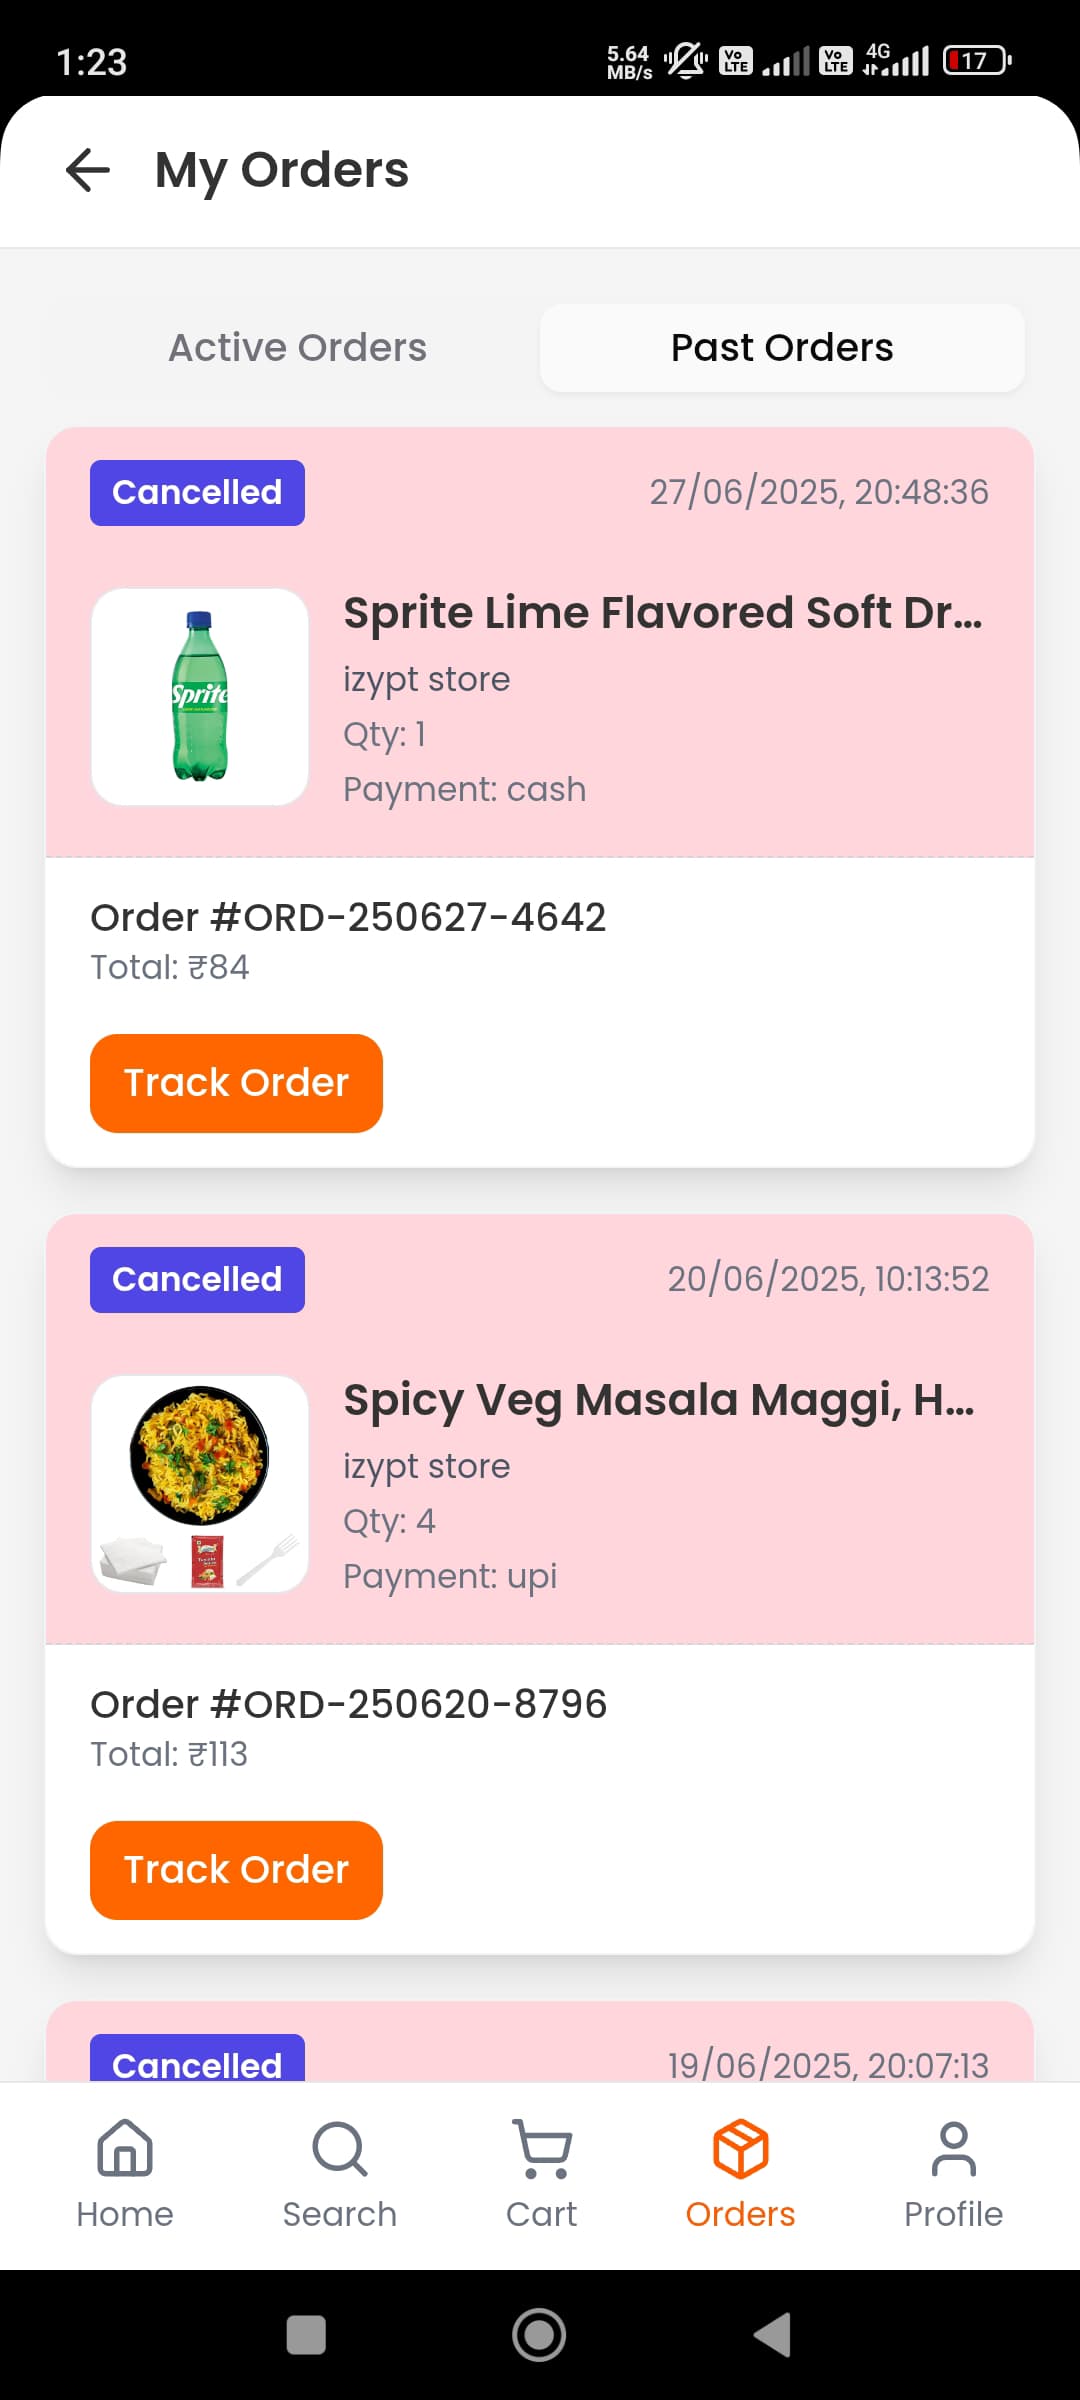 1:23
5.64
MB/s
Vo
LTE
Vo
LTE
4G
17
My Orders
Active Orders
Past Orders
Cancelled
27/06/2025, 20:48:36
Sprite
Sprite Lime Flavored Soft Dr...
izypt store
Qty: 1
Payment: cash
Order #ORD-250627-4642
Total: ₹84
Track Order
Cancelled
20/06/2025, 10:13:52
Spicy Veg Masala Maggi, H...
izypt store
Qty: 4
Payment: upi
Order #ORD-250620-8796
Total: ₹113
Track Order
Cancelled
19/06/2025, 20:07:13
Home
Search
Cart
Orders
Profile